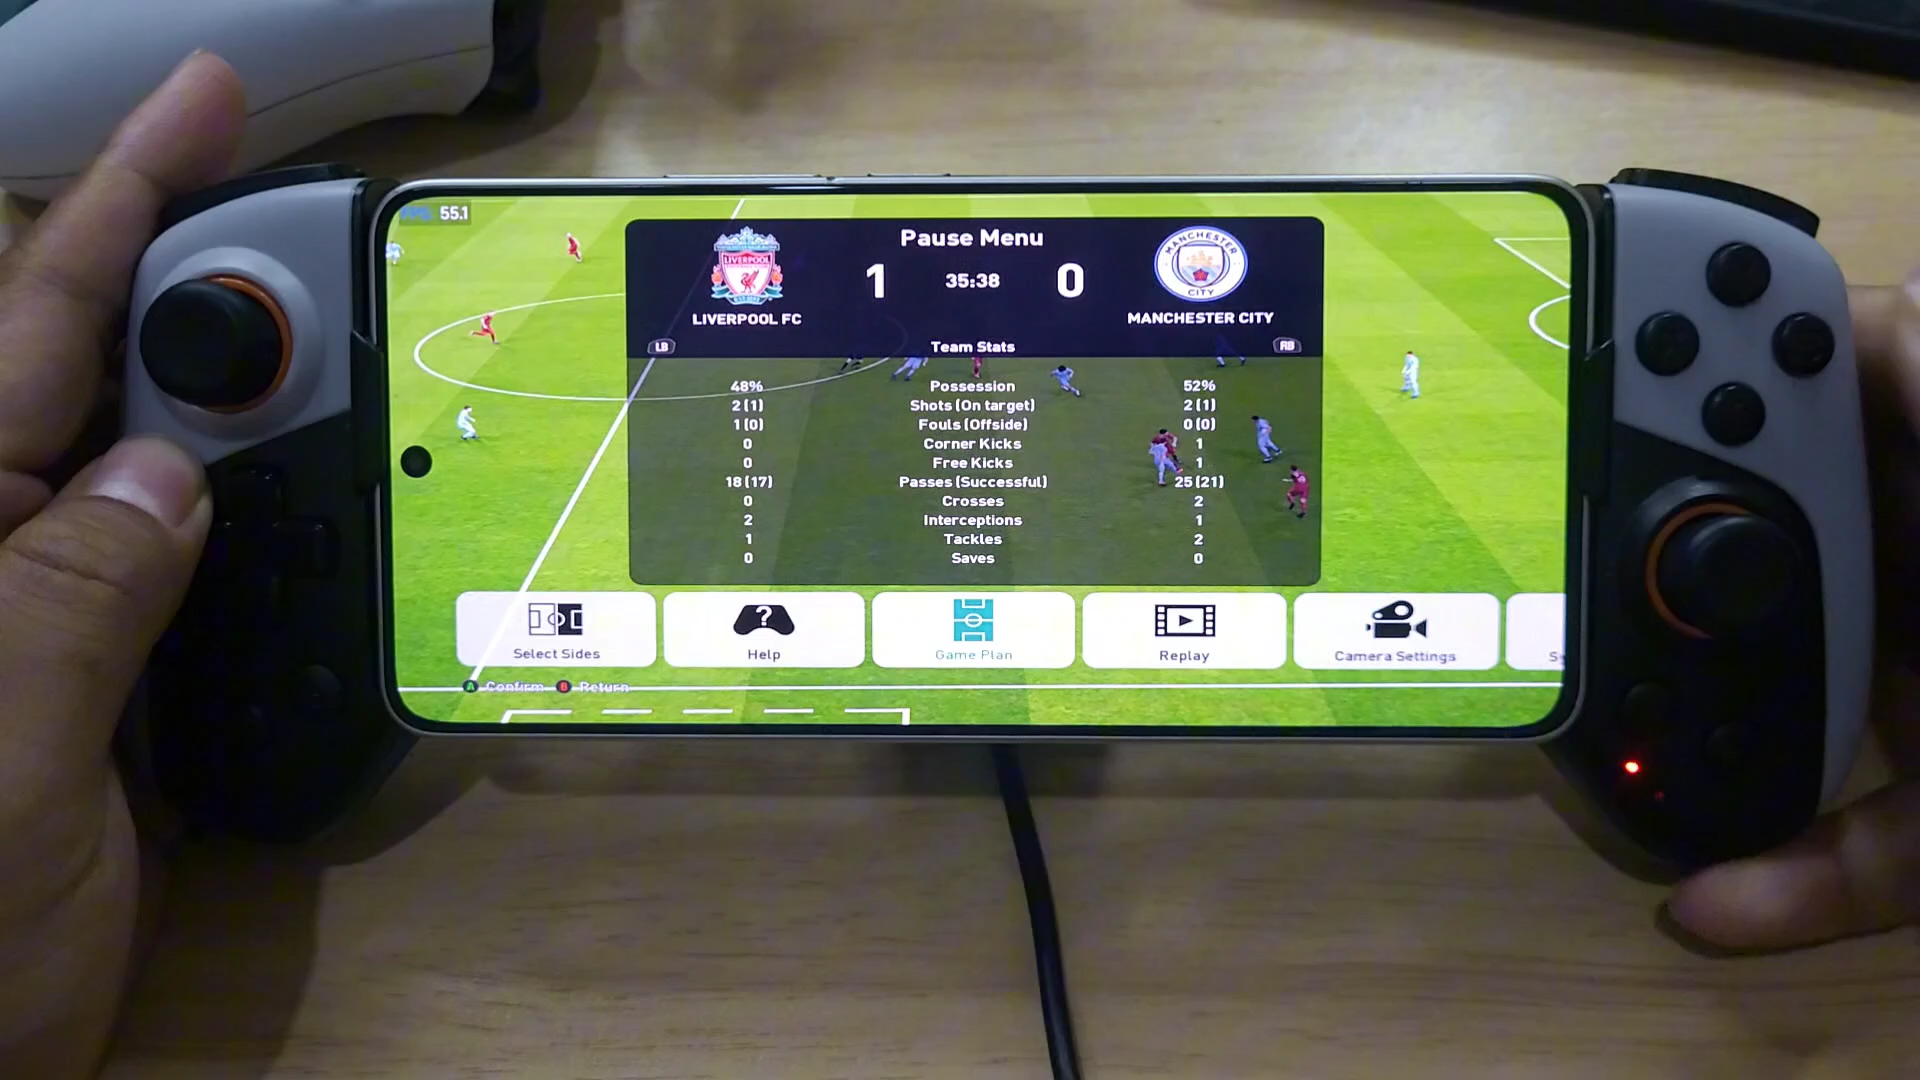 FPS 55.1
Pause Menu
LIVERPOOL
MANCHESTER
CITY
1 35:38 0
LIVERPOOL FC MANCHESTER CITY
LB Team Stats RB
48% Possession 52%
2 (1) Shots (On target) 2 (1)
1 (0) Fouls (Offside) 0 (0)
0 Corner Kicks 1
0 Free Kicks 1
18 (17) Passes (Successful) 25 (21)
0 Crosses 2
2 Interceptions 1
1 Tackles 2
0 Saves 0
Select Sides Help Game Plan Replay Camera Settings
A Confirm B Return